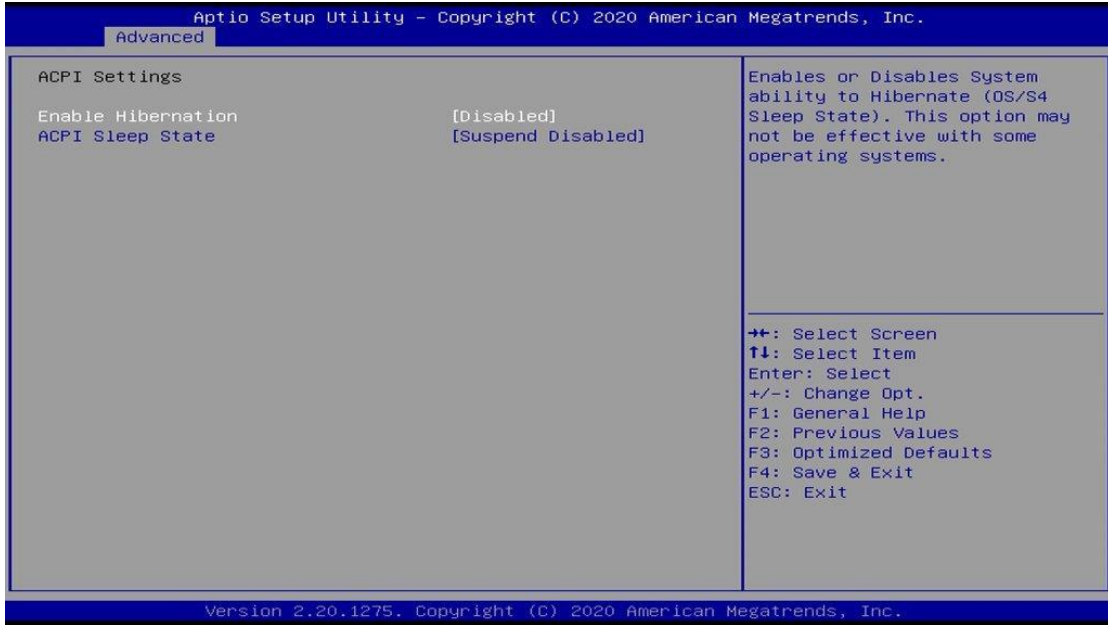 Aptio Setup Utility – Copyright (C) 2020 American Megatrends, Inc.
Advanced
ACPI Settings
Enable Hibernation [Disabled]
ACPI Sleep State [Suspend Disabled]
Enables or Disables System
ability to Hibernate (OS/S4
Sleep State). This option may
not be effective with some
operating systems.
→←: Select Screen
↑↓: Select Item
Enter: Select
+/-: Change Opt.
F1: General Help
F2: Previous Values
F3: Optimized Defaults
F4: Save & Exit
ESC: Exit
Version 2.20.1275. Copyright (C) 2020 American Megatrends, Inc.